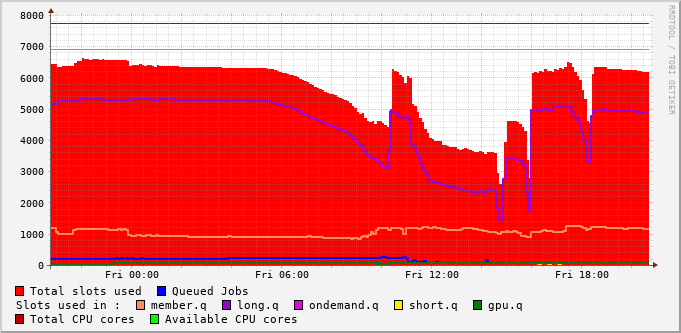 8000
7000
6000
5000
4000
3000
2000
1000
0
Fri 00:00 Fri 06:00 Fri 12:00 Fri 18:00
RRDTOOL / TOBI OETIKER
Total slots used Queued Jobs
Slots used in : member.q long.q ondemand.q short.q gpu.q
Total CPU cores Available CPU cores